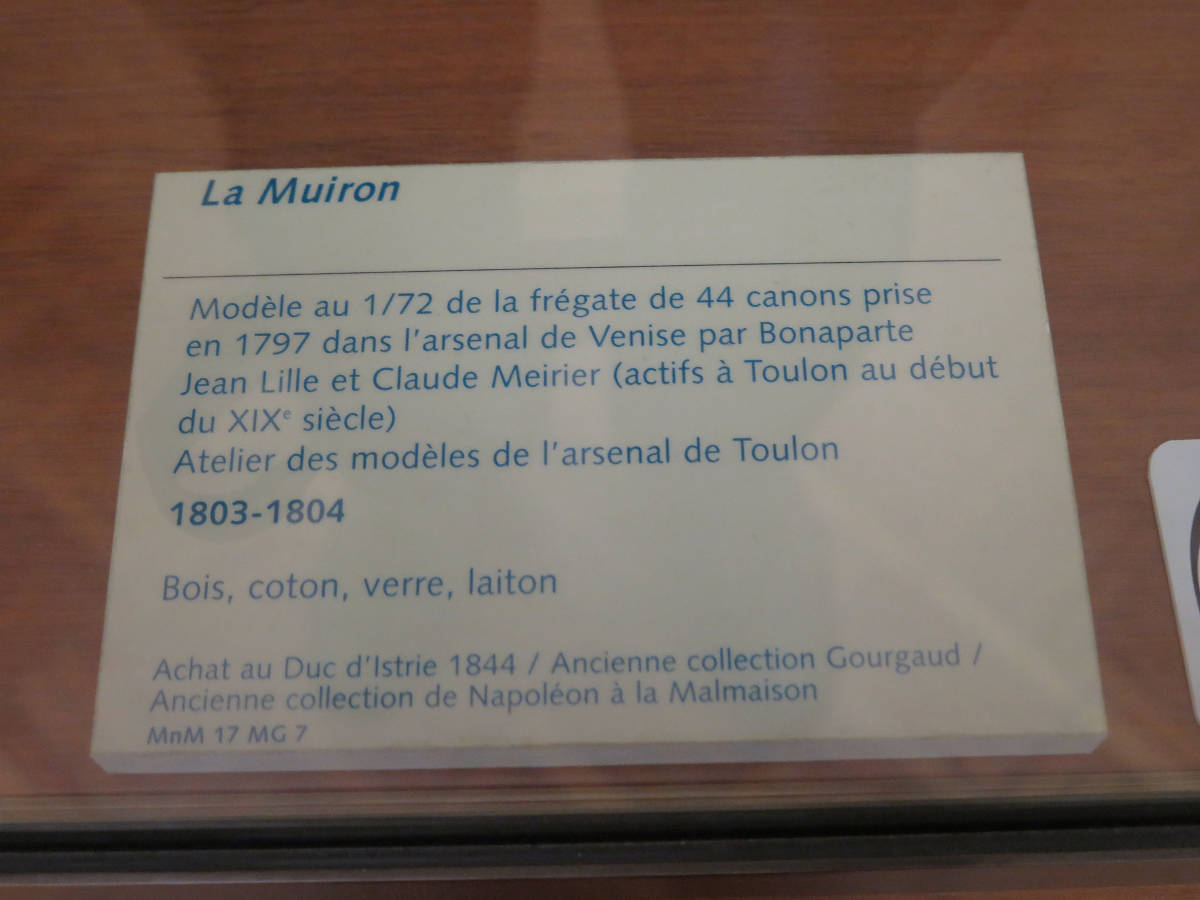 La Muiron
Modèle au 1/72 de la frégate de 44 canons prise
en 1797 dans l'arsenal de Venise par Bonaparte
Jean Lille et Claude Meirier (actifs à Toulon au début
du XIXe siècle)
Atelier des modèles de l'arsenal de Toulon
1803-1804
Bois, coton, verre, laiton
Achat au Duc d'Istrie 1844 / Ancienne collection Gourgaud /
Ancienne collection de Napoléon à la Malmaison
MnM 17 MG 7